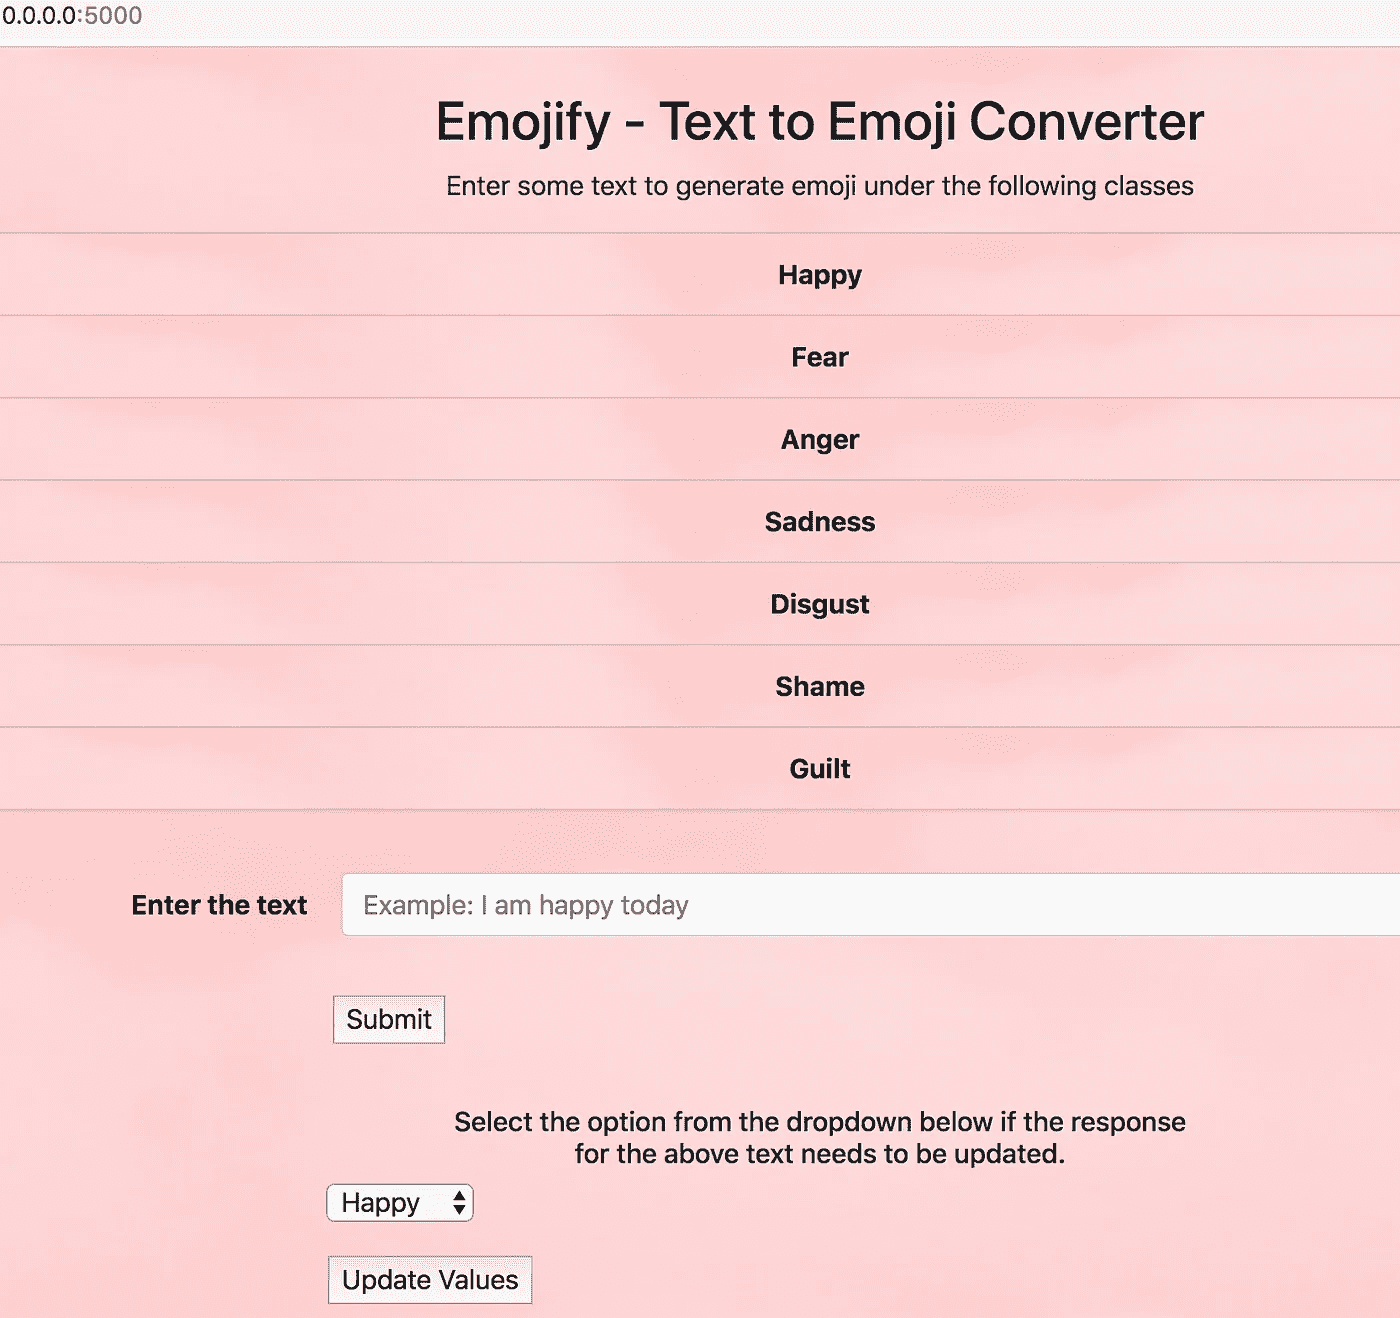 0.0.0.0:5000
Emojify - Text to Emoji Converter
Enter some text to generate emoji under the following classes
Happy
Fear
Anger
Sadness
Disgust
Shame
Guilt
Enter the text
Example: I am happy today
Submit
Select the option from the dropdown below if the response
for the above text needs to be updated.
Happy
Update Values